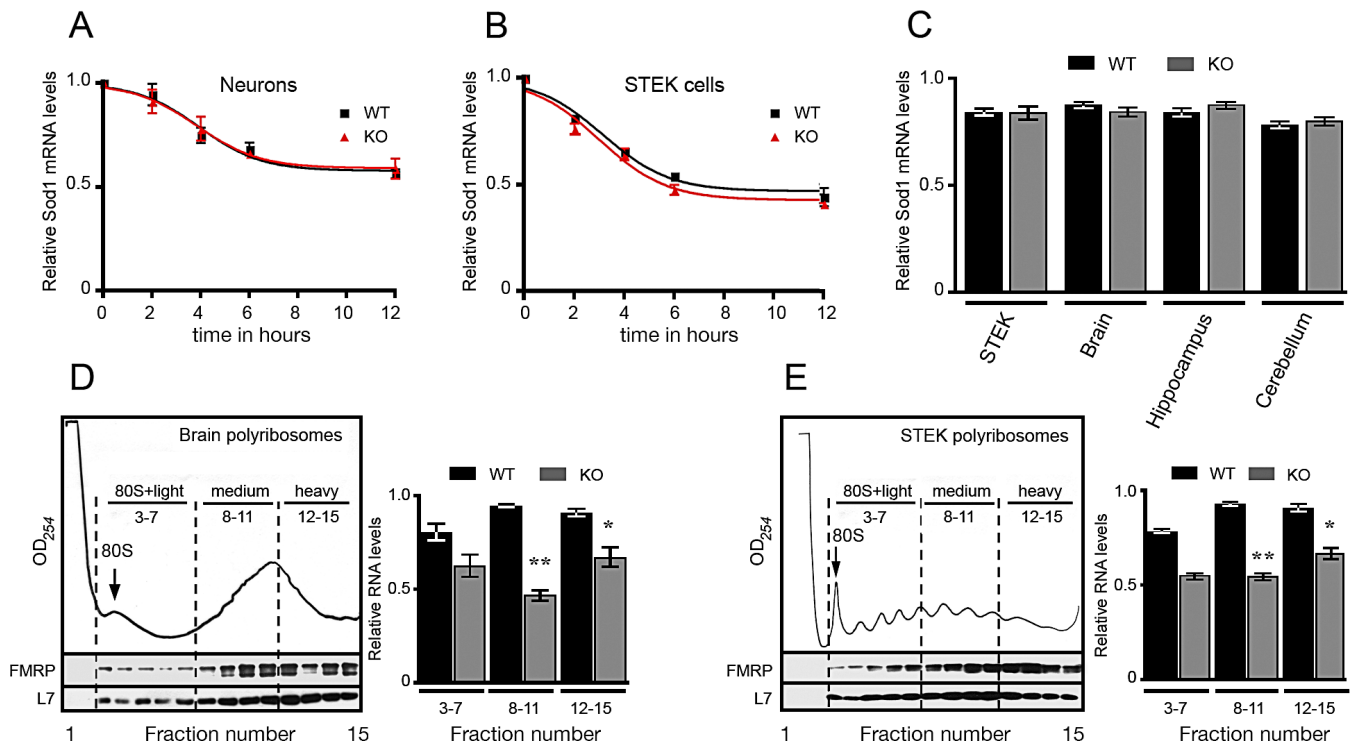 A
Neurons
Relative Sod1 mRNA levels
1.0
0.5
0
WT
KO
0 2 4 6 8 10 12
time in hours
B
STEK cells
Relative Sod1 mRNA levels
1.0
0.5
0
WT
KO
0 2 4 6 8 10 12
time in hours
C
WT KO
Relative Sod1 mRNA levels
1.0
0.5
0
STEK
Brain
Hippocampus
Cerebellum
D
Brain polyribosomes
OD254
80S+light medium heavy
3-7 8-11 12-15
80S
FMRP
L7
1 Fraction number 15
WT KO
Relative RNA levels
1.0
0.5
0
**
*
3-7 8-11 12-15
Fraction number
E
STEK polyribosomes
OD254
80S+light medium heavy
3-7 8-11 12-15
80S
FMRP
L7
1 Fraction number 15
WT KO
Relative RNA levels
1.0
0.5
0
**
*
3-7 8-11 12-15
Fraction number